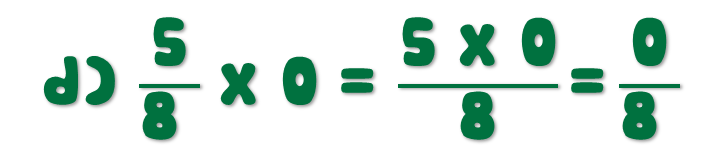 d) 5/8 x 0 = 5 x 0/8 = 0/8